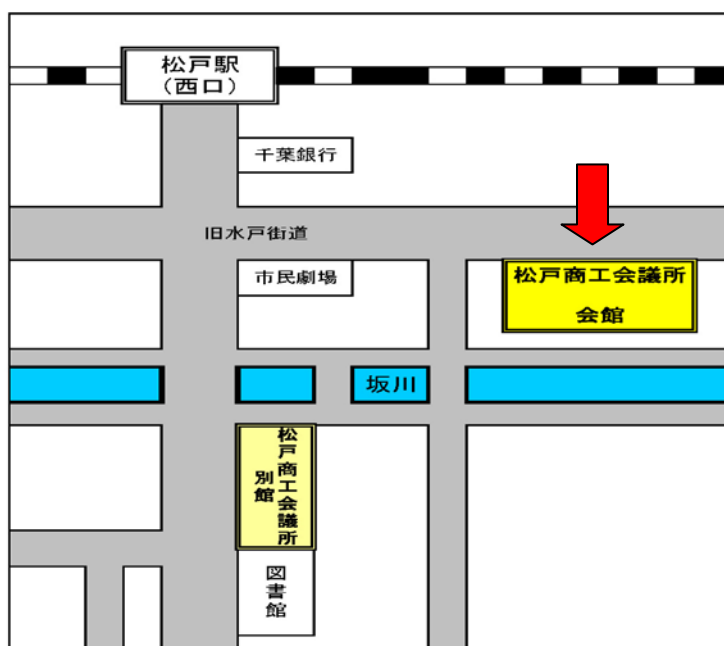 松戸駅
(西口)
千葉銀行
旧水戸街道
市民劇場
松戸商工会議所
会館
坂川
松戸商工会議所
別館
図書館